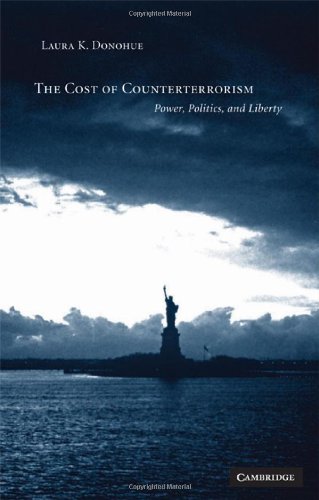 LAURA K. DONOHUE
THE COST OF COUNTERTERRORISM
Power, Politics, and Liberty
CAMBRIDGE